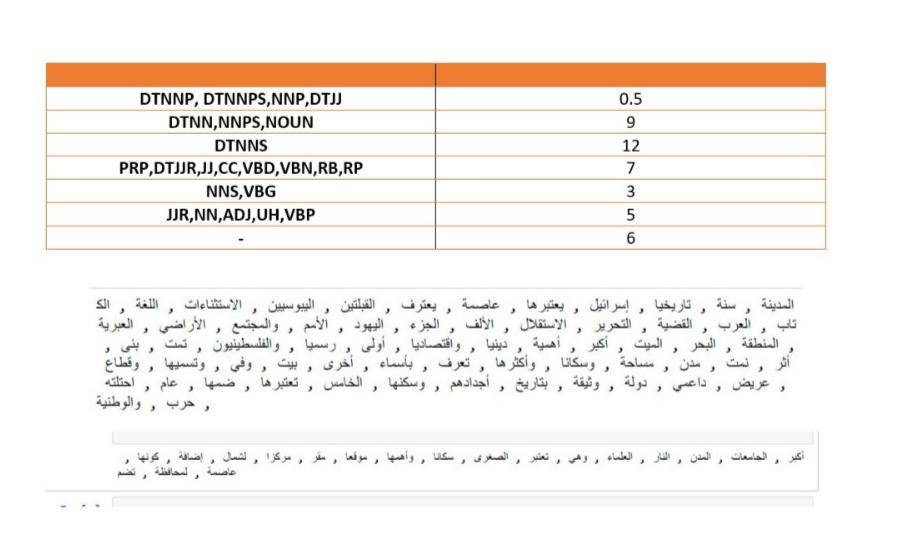 DTNNP, DTNNPS,NNP,DTJJ 0.5
DTNN,NNPS,NOUN 9
DTNNS 12
PRP,DTJJR,JJ,CC,VBD,VBN,RB,RP 7
NNS,VBG 3
JJR,NN,ADJ,UH,VBP 5
- 6
المدينة , سنة , تاريخيا , إسرائيل , يعتبرها , عاصمة , يعترف , القبلتين , اليبوسيين , الاستثناءات , اللغة , الك
تاب , العرب , القضية , التحرير , الاستقلال , الألف , الجزء , اليهود , الأمم , والمجتمع , الأراضي , العبرية
, المنطقة , البحر , الميت , أكبر , أهمية , دينيا , واقتصاديا , أولى , رسميا , والفلسطينيون , تمت , بنى ,
أثر , نمت , مدن , مساحة , وسكانا , وأكثرها , تعرف , بأسماء , أخرى , بيت , وفي , وتسميها , وقطاع
, عريض , داعمي , دولة , وثيقة , بتاريخ , أجدادهم , وسكنها , الخامس , تعتبرها , ضمها , عام , احتلته
, حرب , والوطنية
أكبر , الجامعات , المدن , النار , العلماء , وهي , تعتبر , الصغرى , سكانا , وأهمها , موقعا , مقر , مركزا , لشمال , إضافة , كونها ,
عاصمة , لمحافظة , تضم